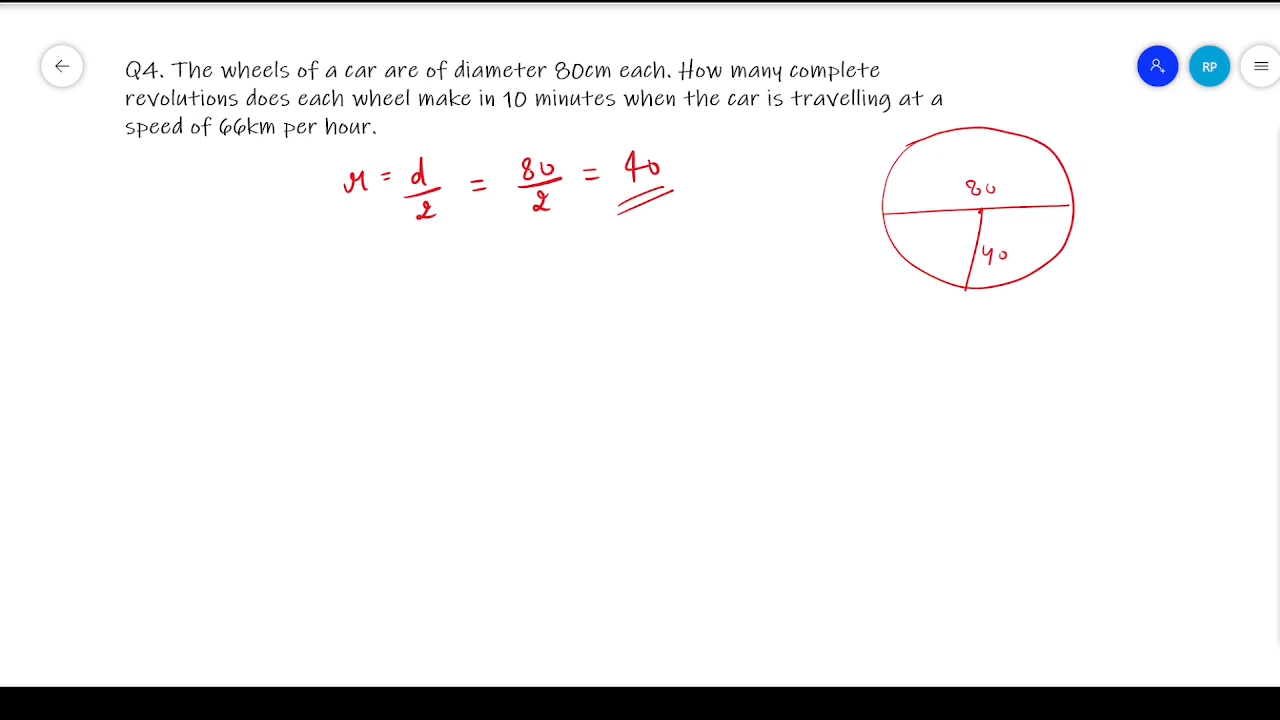 Q4. The wheels of a car are of diameter 80cm each. How many complete
revolutions does each wheel make in 10 minutes when the car is travelling at a
speed of 66km per hour.
RP
r = d/2 = 80/2 = 40
80
40